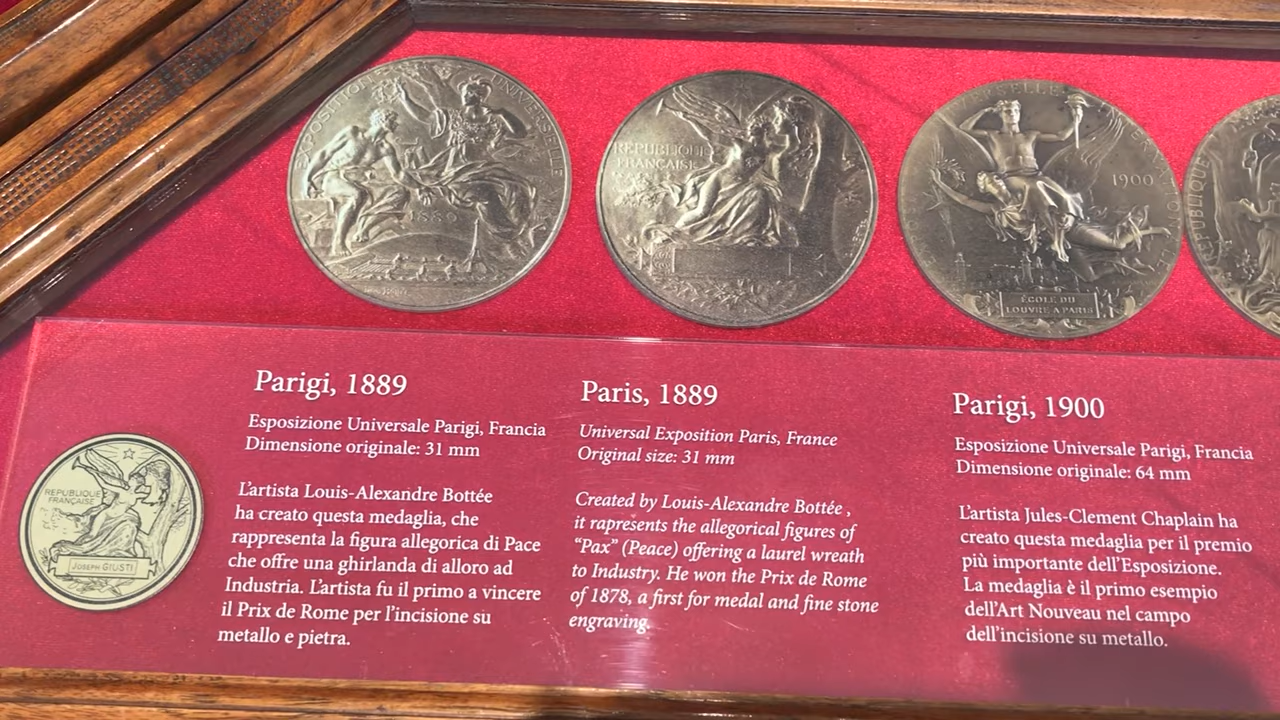 EXPOSITION UNIVERSELLE
1889
REPUBLIQUE
FRANÇAISE
1900
ÉCOLE DU
LOUVRE A PARIS
REPUBLIQUE
REPUBLIQUE
FRANÇAISE
JOSEPH GIUSTI
Parigi, 1889
Esposizione Universale Parigi, Francia
Dimensione originale: 31 mm
L'artista Louis-Alexandre Bottée
ha creato questa medaglia, che
rappresenta la figura allegorica di Pace
che offre una ghirlanda di alloro ad
Industria. L'artista fu il primo a vincere
il Prix de Rome per l'incisione su
metallo e pietra.
Paris, 1889
Universal Exposition Paris, France
Original size: 31 mm
Created by Louis-Alexandre Bottée ,
it rapresents the allegorical figures of
“Pax” (Peace) offering a laurel wreath
to Industry. He won the Prix de Rome
of 1878, a first for medal and fine stone
engraving.
Parigi, 1900
Esposizione Universale Parigi, Francia
Dimensione originale: 64 mm
L'artista Jules-Clement Chaplain ha
creato questa medaglia per il premio
più importante dell'Esposizione.
La medaglia è il primo esempio
dell'Art Nouveau nel campo
dell'incisione su metallo.